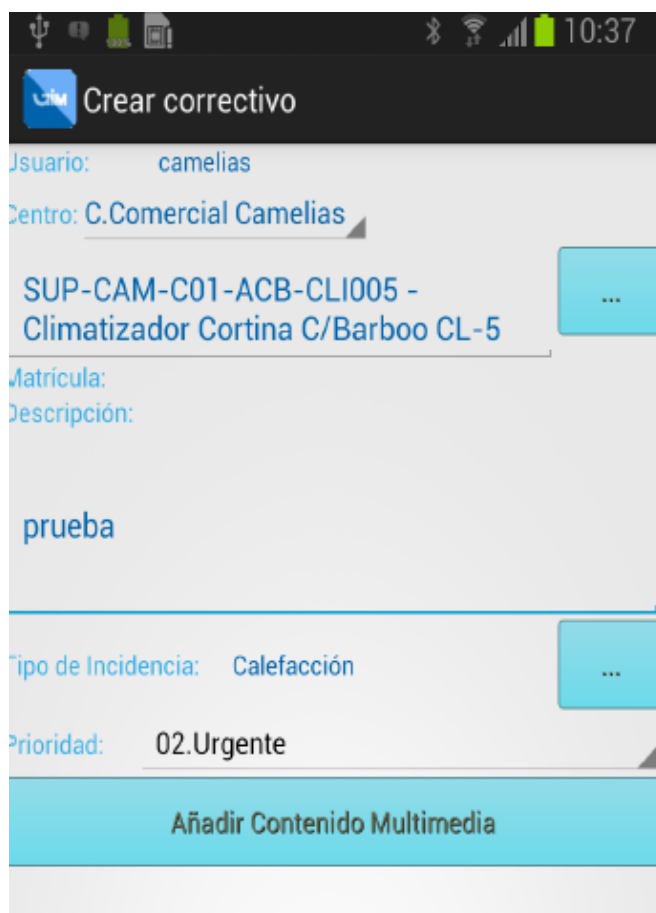 10:37
Crear correctivo
Usuario: camelias
Centro: C.Comercial Camelias
SUP-CAM-C01-ACB-CLI005 -
Climatizador Cortina C/Barboo CL-5
...
Matrícula:
Descripción:
prueba
Tipo de Incidencia: Calefacción
...
Prioridad: 02.Urgente
Añadir Contenido Multimedia